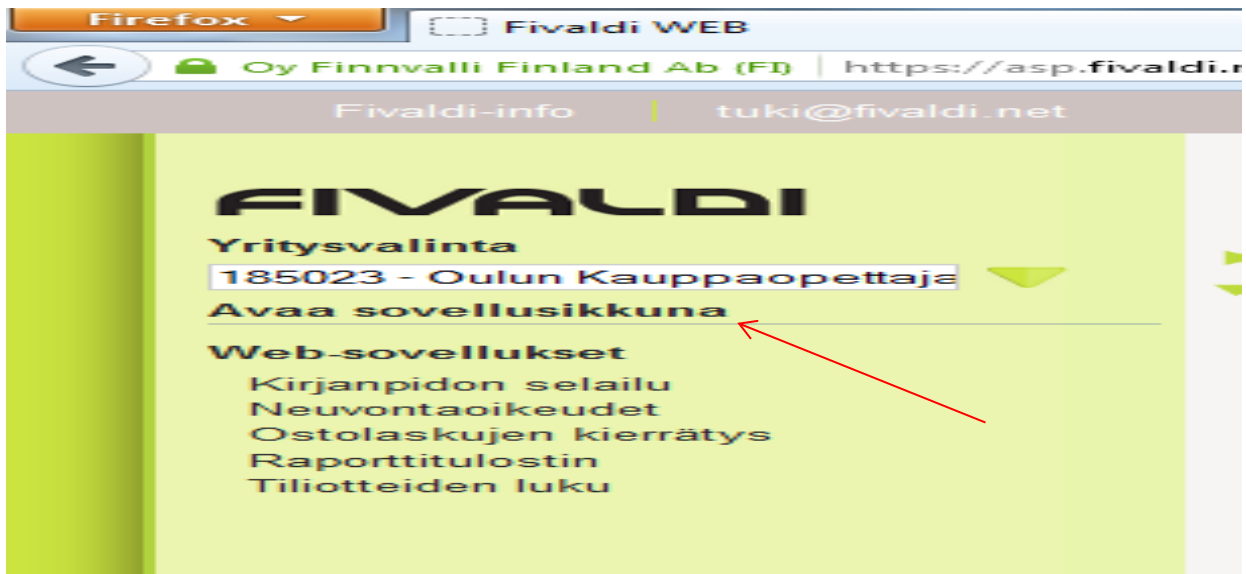 Firefox
Fivaldi WEB
Oy Finnvalli Finland Ab (FI) https://asp.fivaldi.
Fivaldi-info | tuki@fivaldi.net
FIVALDI
Yritysvalinta
185023 - Oulun Kauppaopettaja
Avaa sovellusikkuna
Web-sovellukset
Kirjanpidon selailu
Neuvontaoikeudet
Ostolaskujen kierrätys
Raporttitulostin
Tiliotteiden luku